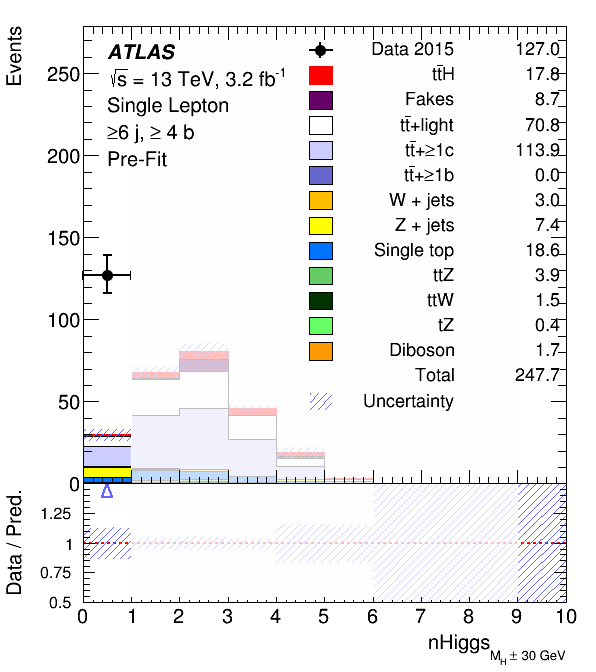 Events
250
200
150
100
50
0
ATLAS
√s = 13 TeV, 3.2 fb⁻¹
Single Lepton
≥6 j, ≥ 4 b
Pre-Fit
Data 2015 127.0
tt̄H 17.8
Fakes 8.7
tt̄+light 70.8
tt̄+≥1c 113.9
tt̄+≥1b 0.0
W + jets 3.0
Z + jets 7.4
Single top 18.6
ttZ 3.9
ttW 1.5
tZ 0.4
Diboson 1.7
Total 247.7
Uncertainty
Data / Pred.
1.25
1
0.75
0.5
0 1 2 3 4 5 6 7 8 9 10
nHiggs M_H ± 30 GeV